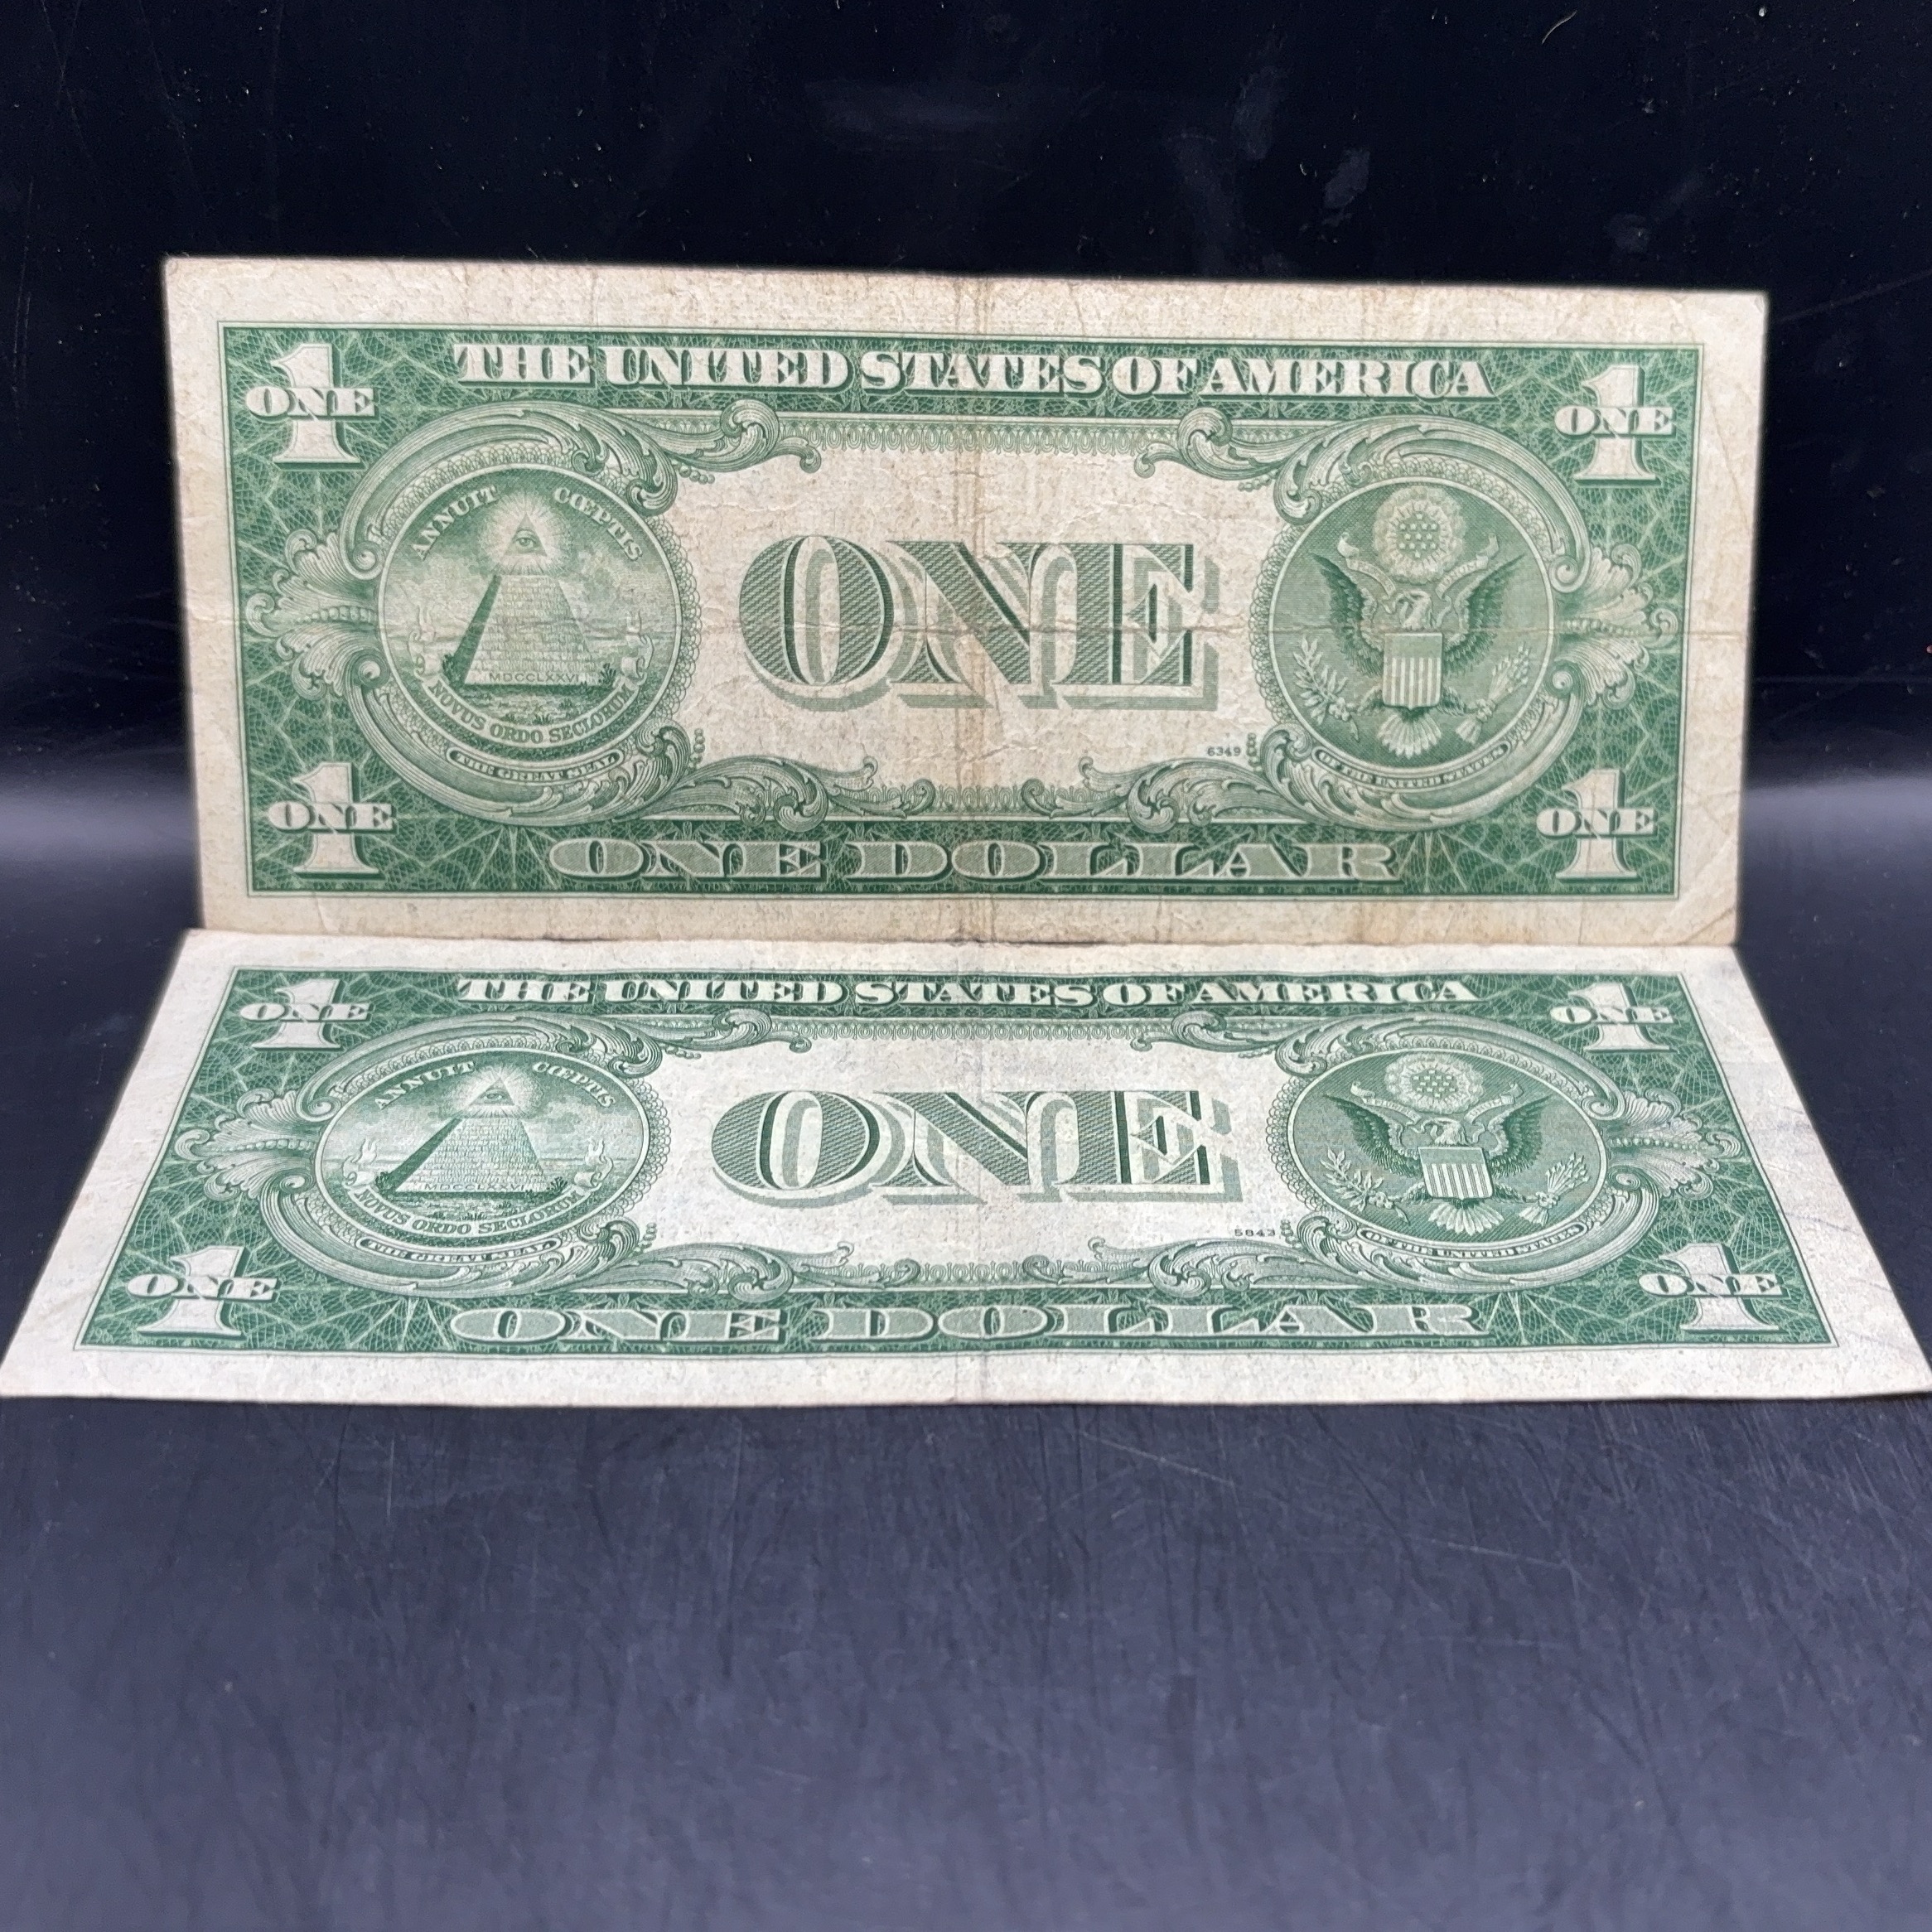 THE UNITED STATES OF AMERICA
1 ONE
1 ONE
ANNUIT CŒPTIS
ONE
MDCCLXXVI
NOVUS ORDO SECLORUM
THE GREAT SEAL
6349
OF THE UNITED STATES
1 ONE
1 ONE
ONE DOLLAR
THE UNITED STATES OF AMERICA
1 ONE
1 ONE
ANNUIT CŒPTIS
ONE
NOVUS ORDO SECLORUM
THE GREAT SEAL
5843
OF THE UNITED STATES
1 ONE
1 ONE
ONE DOLLAR